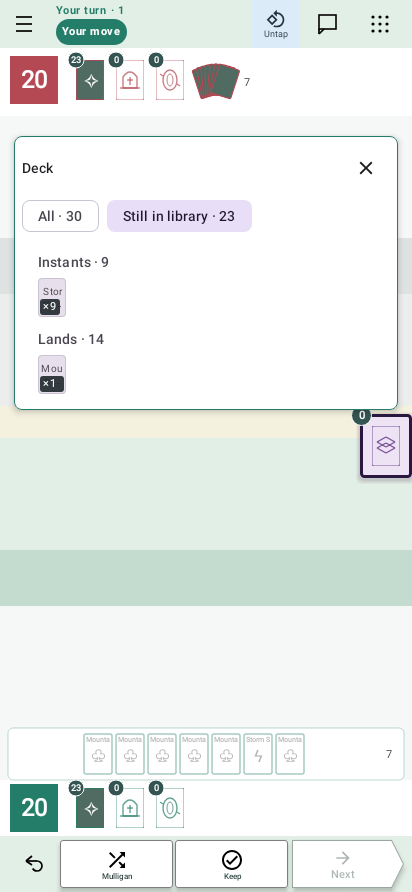 Your turn · 1
Your move
Untap
20
23
0
0
7
Deck
All · 30
Still in library · 23
Instants · 9
Stor
×9
Lands · 14
Mou
×1
0
Mounta
Mounta
Mounta
Mounta
Mounta
Storm S
Mounta
7
20
23
0
0
Mulligan
Keep
Next